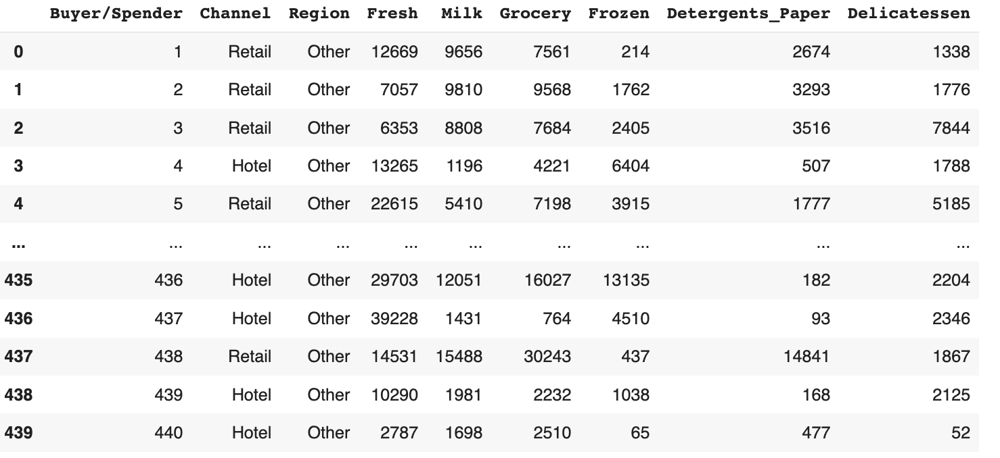 Buyer/Spender Channel Region Fresh Milk Grocery Frozen Detergents_Paper Delicatessen
0 1 Retail Other 12669 9656 7561 214 2674 1338
1 2 Retail Other 7057 9810 9568 1762 3293 1776
2 3 Retail Other 6353 8808 7684 2405 3516 7844
3 4 Hotel Other 13265 1196 4221 6404 507 1788
4 5 Retail Other 22615 5410 7198 3915 1777 5185
... ... ... ... ... ... ... ... ... ...
435 436 Hotel Other 29703 12051 16027 13135 182 2204
436 437 Hotel Other 39228 1431 764 4510 93 2346
437 438 Retail Other 14531 15488 30243 437 14841 1867
438 439 Hotel Other 10290 1981 2232 1038 168 2125
439 440 Hotel Other 2787 1698 2510 65 477 52